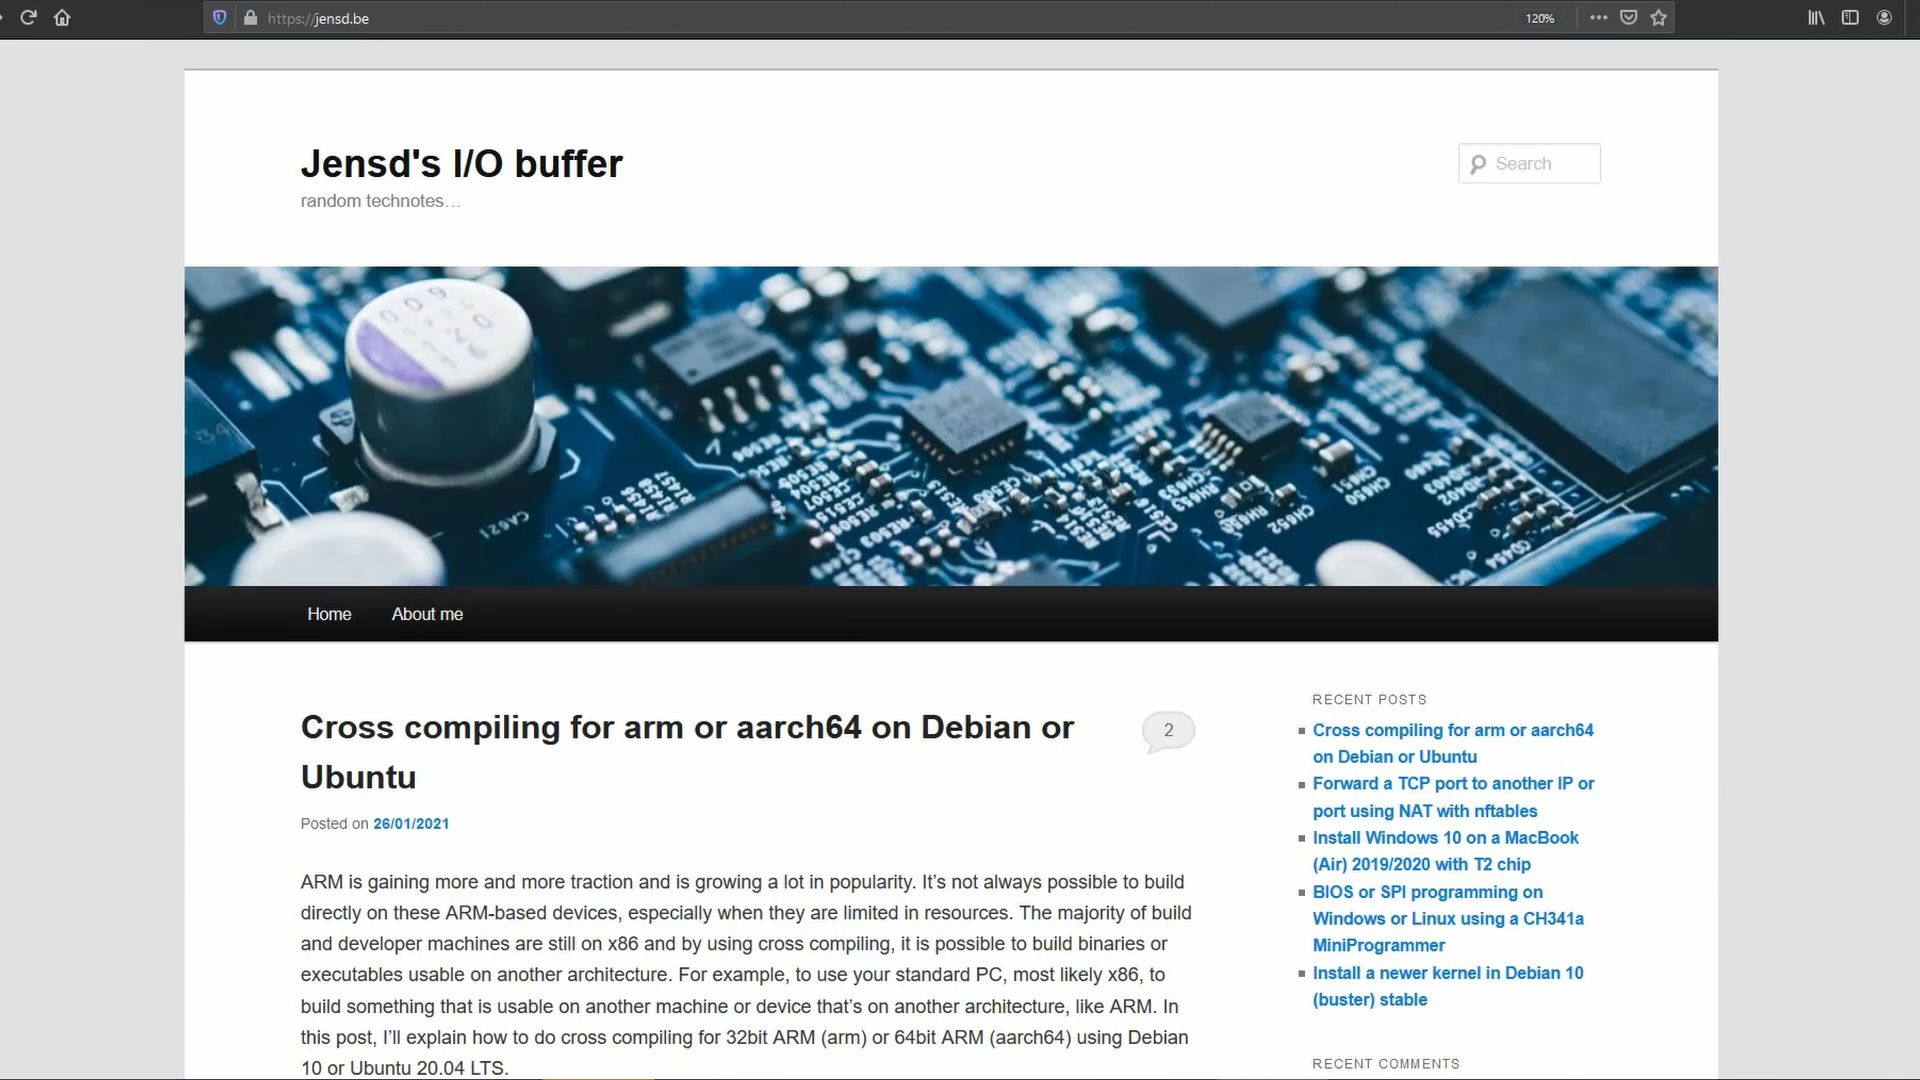 https://jensd.be
120%
Jensd's I/O buffer
random technotes…
Search
Home
About me
Cross compiling for arm or aarch64 on Debian or
Ubuntu
2
Posted on 26/01/2021
ARM is gaining more and more traction and is growing a lot in popularity. It’s not always possible to build
directly on these ARM-based devices, especially when they are limited in resources. The majority of build
and developer machines are still on x86 and by using cross compiling, it is possible to build binaries or
executables usable on another architecture. For example, to use your standard PC, most likely x86, to
build something that is usable on another machine or device that’s on another architecture, like ARM. In
this post, I’ll explain how to do cross compiling for 32bit ARM (arm) or 64bit ARM (aarch64) using Debian
10 or Ubuntu 20.04 LTS.
RECENT POSTS
Cross compiling for arm or aarch64
on Debian or Ubuntu
Forward a TCP port to another IP or
port using NAT with nftables
Install Windows 10 on a MacBook
(Air) 2019/2020 with T2 chip
BIOS or SPI programming on
Windows or Linux using a CH341a
MiniProgrammer
Install a newer kernel in Debian 10
(buster) stable
RECENT COMMENTS